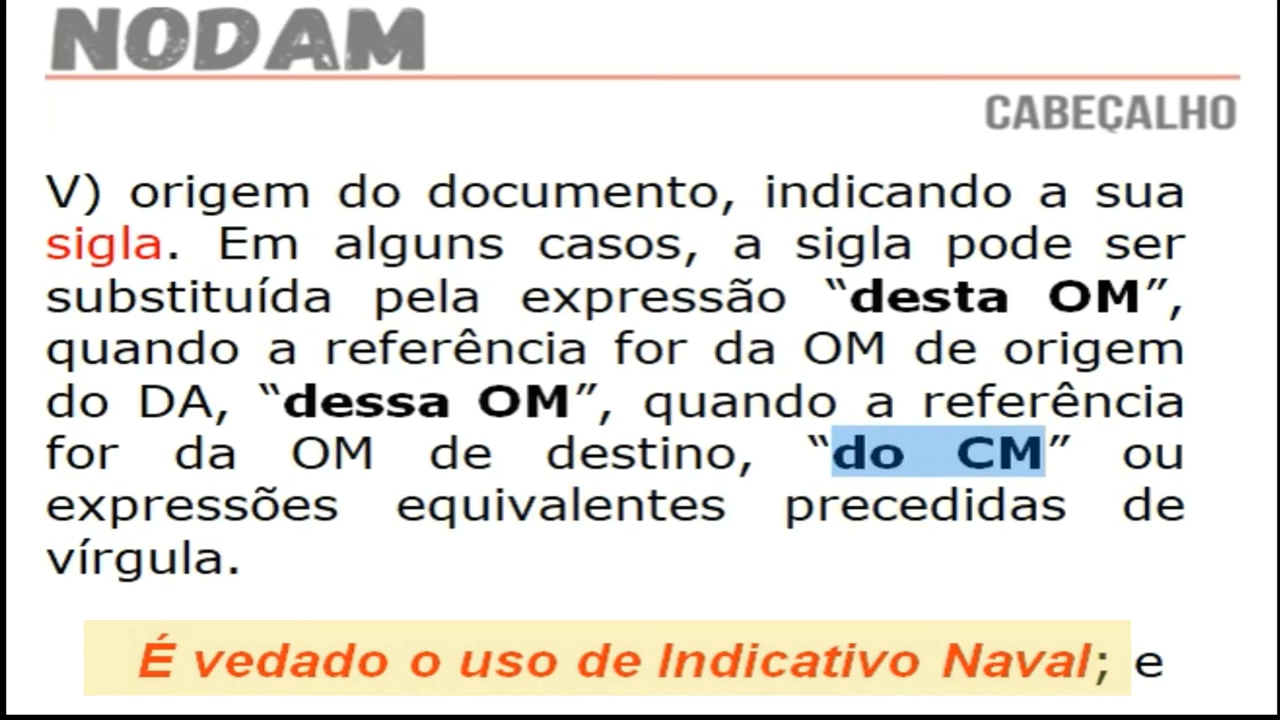 NODAM
CABEÇALHO
V) origem do documento, indicando a sua
sigla. Em alguns casos, a sigla pode ser
substituída pela expressão “desta OM”,
quando a referência for da OM de origem
do DA, “dessa OM”, quando a referência
for da OM de destino, “do CM” ou
expressões equivalentes precedidas de
vírgula.
É vedado o uso de Indicativo Naval; e